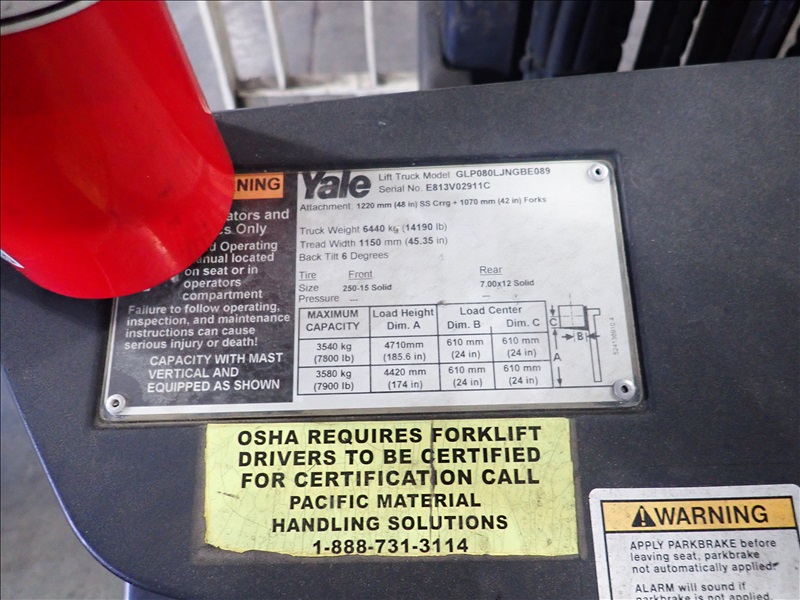 NING
ators and
s Only
d Operating
anual located
on seat or in
operators
compartment
Failure to follow operating,
inspection, and maintenance
instructions can cause
serious injury or death!
CAPACITY WITH MAST
VERTICAL AND
EQUIPPED AS SHOWN
Yale
Lift Truck Model GLP080LJNGBE089
Serial No. E813V02911C
Attachment 1220 mm (48 in) SS Crrg + 1070 mm (42 in) Forks
Truck Weight 6440 kg (14190 lb)
Tread Width 1150 mm (45.35 in)
Back Tilt 6 Degrees
Tire Front Rear
Size 250-15 Solid 7.00x12 Solid
Pressure --- ---
MAXIMUM CAPACITY Load Height Dim. A Load Center Dim. B Dim. C
3540 kg 4710mm 610 mm 610 mm
(7800 lb) (185.6 in) (24 in) (24 in)
3580 kg 4420 mm 610 mm 610 mm
(7900 lb) (174 in) (24 in) (24 in)
C
B
A
OSHA REQUIRES FORKLIFT
DRIVERS TO BE CERTIFIED
FOR CERTIFICATION CALL
PACIFIC MATERIAL
HANDLING SOLUTIONS
1-888-731-3114
WARNING
APPLY PARKBRAKE before
leaving seat, parkbrake
not automatically applied.
ALARM will sound if
parkbrake is not applied.